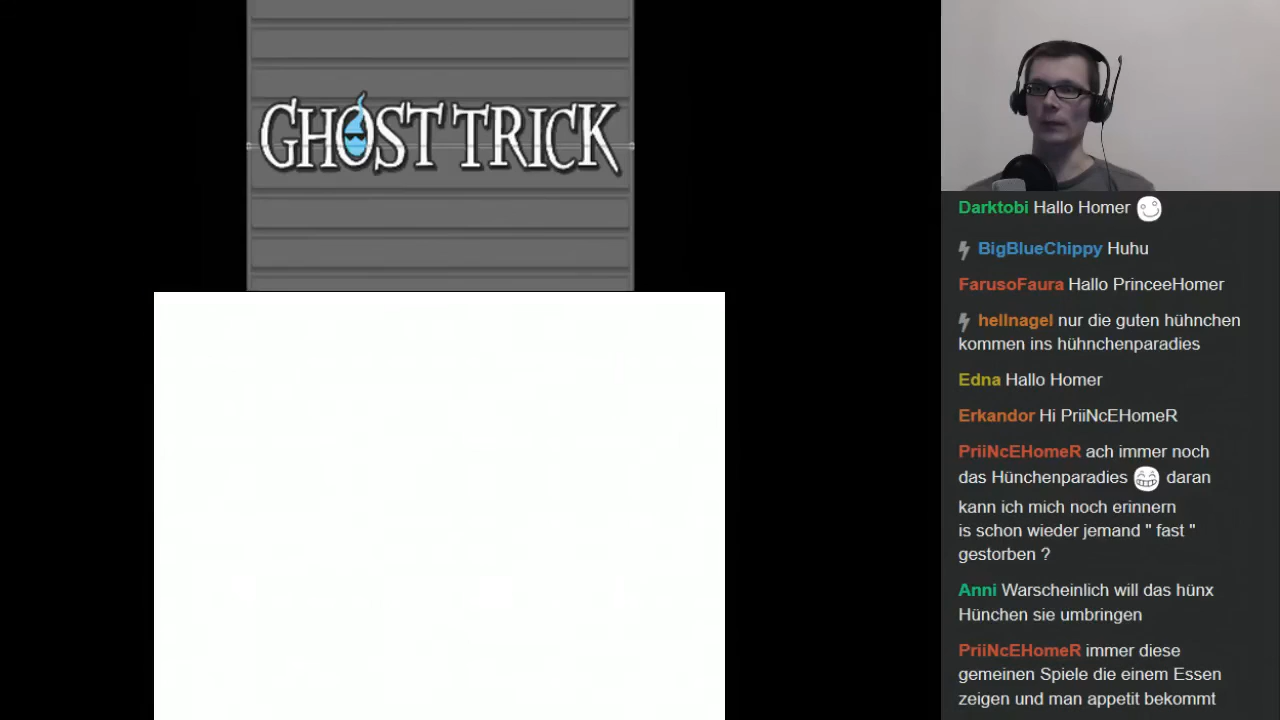 GHOST TRICK
Darktobi Hallo Homer
BigBlueChippy Huhu
FarusoFaura Hallo PrinceeHomer
hellnagel nur die guten hühnchen
kommen ins hühnchenparadies
Edna Hallo Homer
Erkandor Hi PriiNcEHomeR
PriiNcEHomeR ach immer noch
das Hünchenparadies daran
kann ich mich noch erinnern
is schon wieder jemand " fast "
gestorben ?
Anni Warscheinlich will das hünx
Hünchen sie umbringen
PriiNcEHomeR immer diese
gemeinen Spiele die einem Essen
zeigen und man appetit bekommt